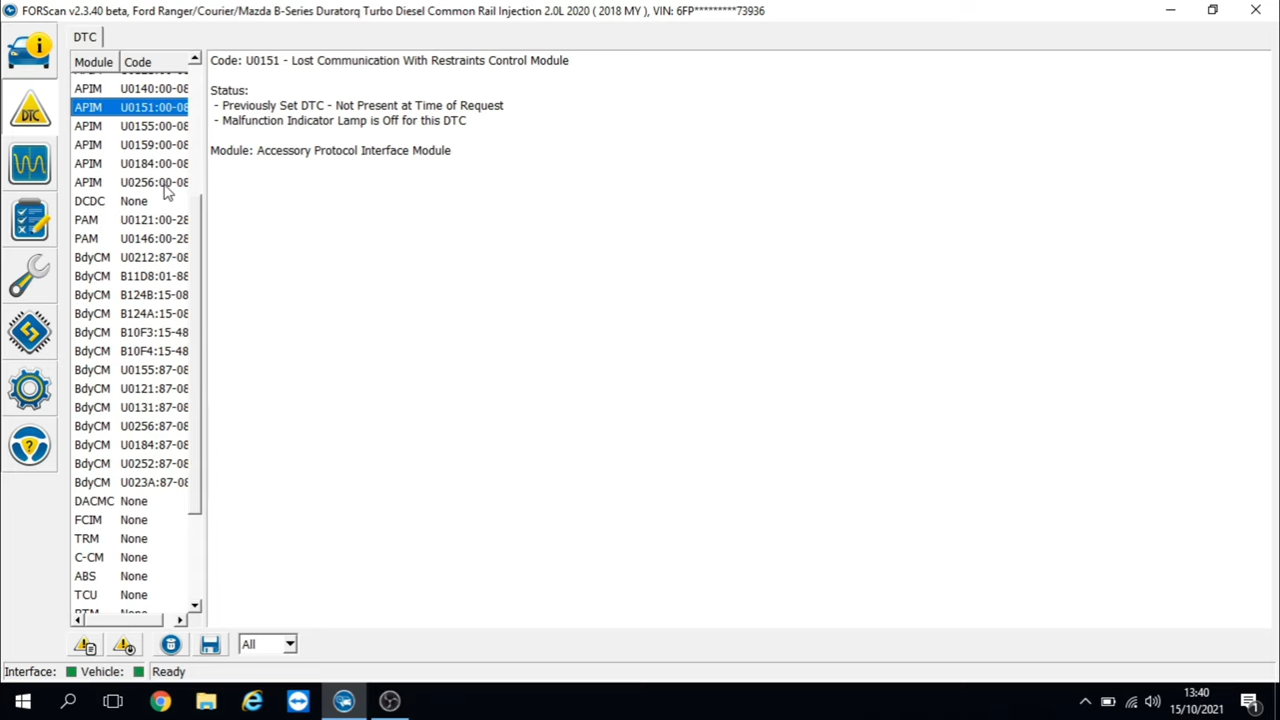 FORScan v2.3.40 beta, Ford Ranger/Courier/Mazda B-Series Duratorq Turbo Diesel Common Rail Injection 2.0L 2020 ( 2018 MY ), VIN: 6FP*********73936
DTC
Module Code
APIM U0140:00-08
APIM U0151:00-08
APIM U0155:00-08
APIM U0159:00-08
APIM U0184:00-08
APIM U0256:00-08
DCDC None
PAM U0121:00-28
PAM U0146:00-28
BdyCM U0212:87-08
BdyCM B11D8:01-88
BdyCM B124B:15-08
BdyCM B124A:15-08
BdyCM B10F3:15-48
BdyCM B10F4:15-48
BdyCM U0155:87-08
BdyCM U0121:87-08
BdyCM U0131:87-08
BdyCM U0256:87-08
BdyCM U0184:87-08
BdyCM U0252:87-08
BdyCM U023A:87-08
DACMC None
FCIM None
TRM None
C-CM None
ABS None
TCU None
Code: U0151 - Lost Communication With Restraints Control Module
Status:
- Previously Set DTC - Not Present at Time of Request
- Malfunction Indicator Lamp is Off for this DTC
Module: Accessory Protocol Interface Module
DTC
All
Interface: Vehicle: Ready
13:40
15/10/2021
1